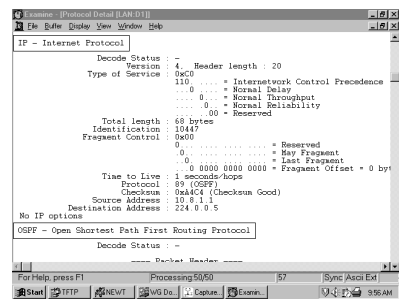 Examine - [Protocol Detail [LAN:D1]]
File Buffer Display View Window Help
IP - Internet Protocol
Decode Status : -
Version : 4. Header length : 20
Type of Service : 0xC0
110. .... = Internetwork Control Precedence
...0 .... = Normal Delay
.... 0... = Normal Throughput
.... .0.. = Normal Reliability
.... ..00 = Reserved
Total length : 68 bytes
Identification : 10447
Fragment Control : 0x00
0... .... .... .... = Reserved
.0.. .... .... .... = May Fragment
..0. .... .... .... = Last Fragment
...0 0000 0000 0000 = Fragment Offset = 0 byt
Time to Live : 1 seconds/hops
Protocol : 89 (OSPF)
Checksum : 0xA4C4 (Checksum Good)
Source Address : 10.8.1.1
Destination Address : 224.0.0.5
No IP options
OSPF - Open Shortest Path First Routing Protocol
Decode Status : -
---- Packet Header ----
For Help, press F1 Processing:50/50 57 Sync Ascii Ext
Start TFTP NEWT WG Do... Capture... Examin... 9:56 AM